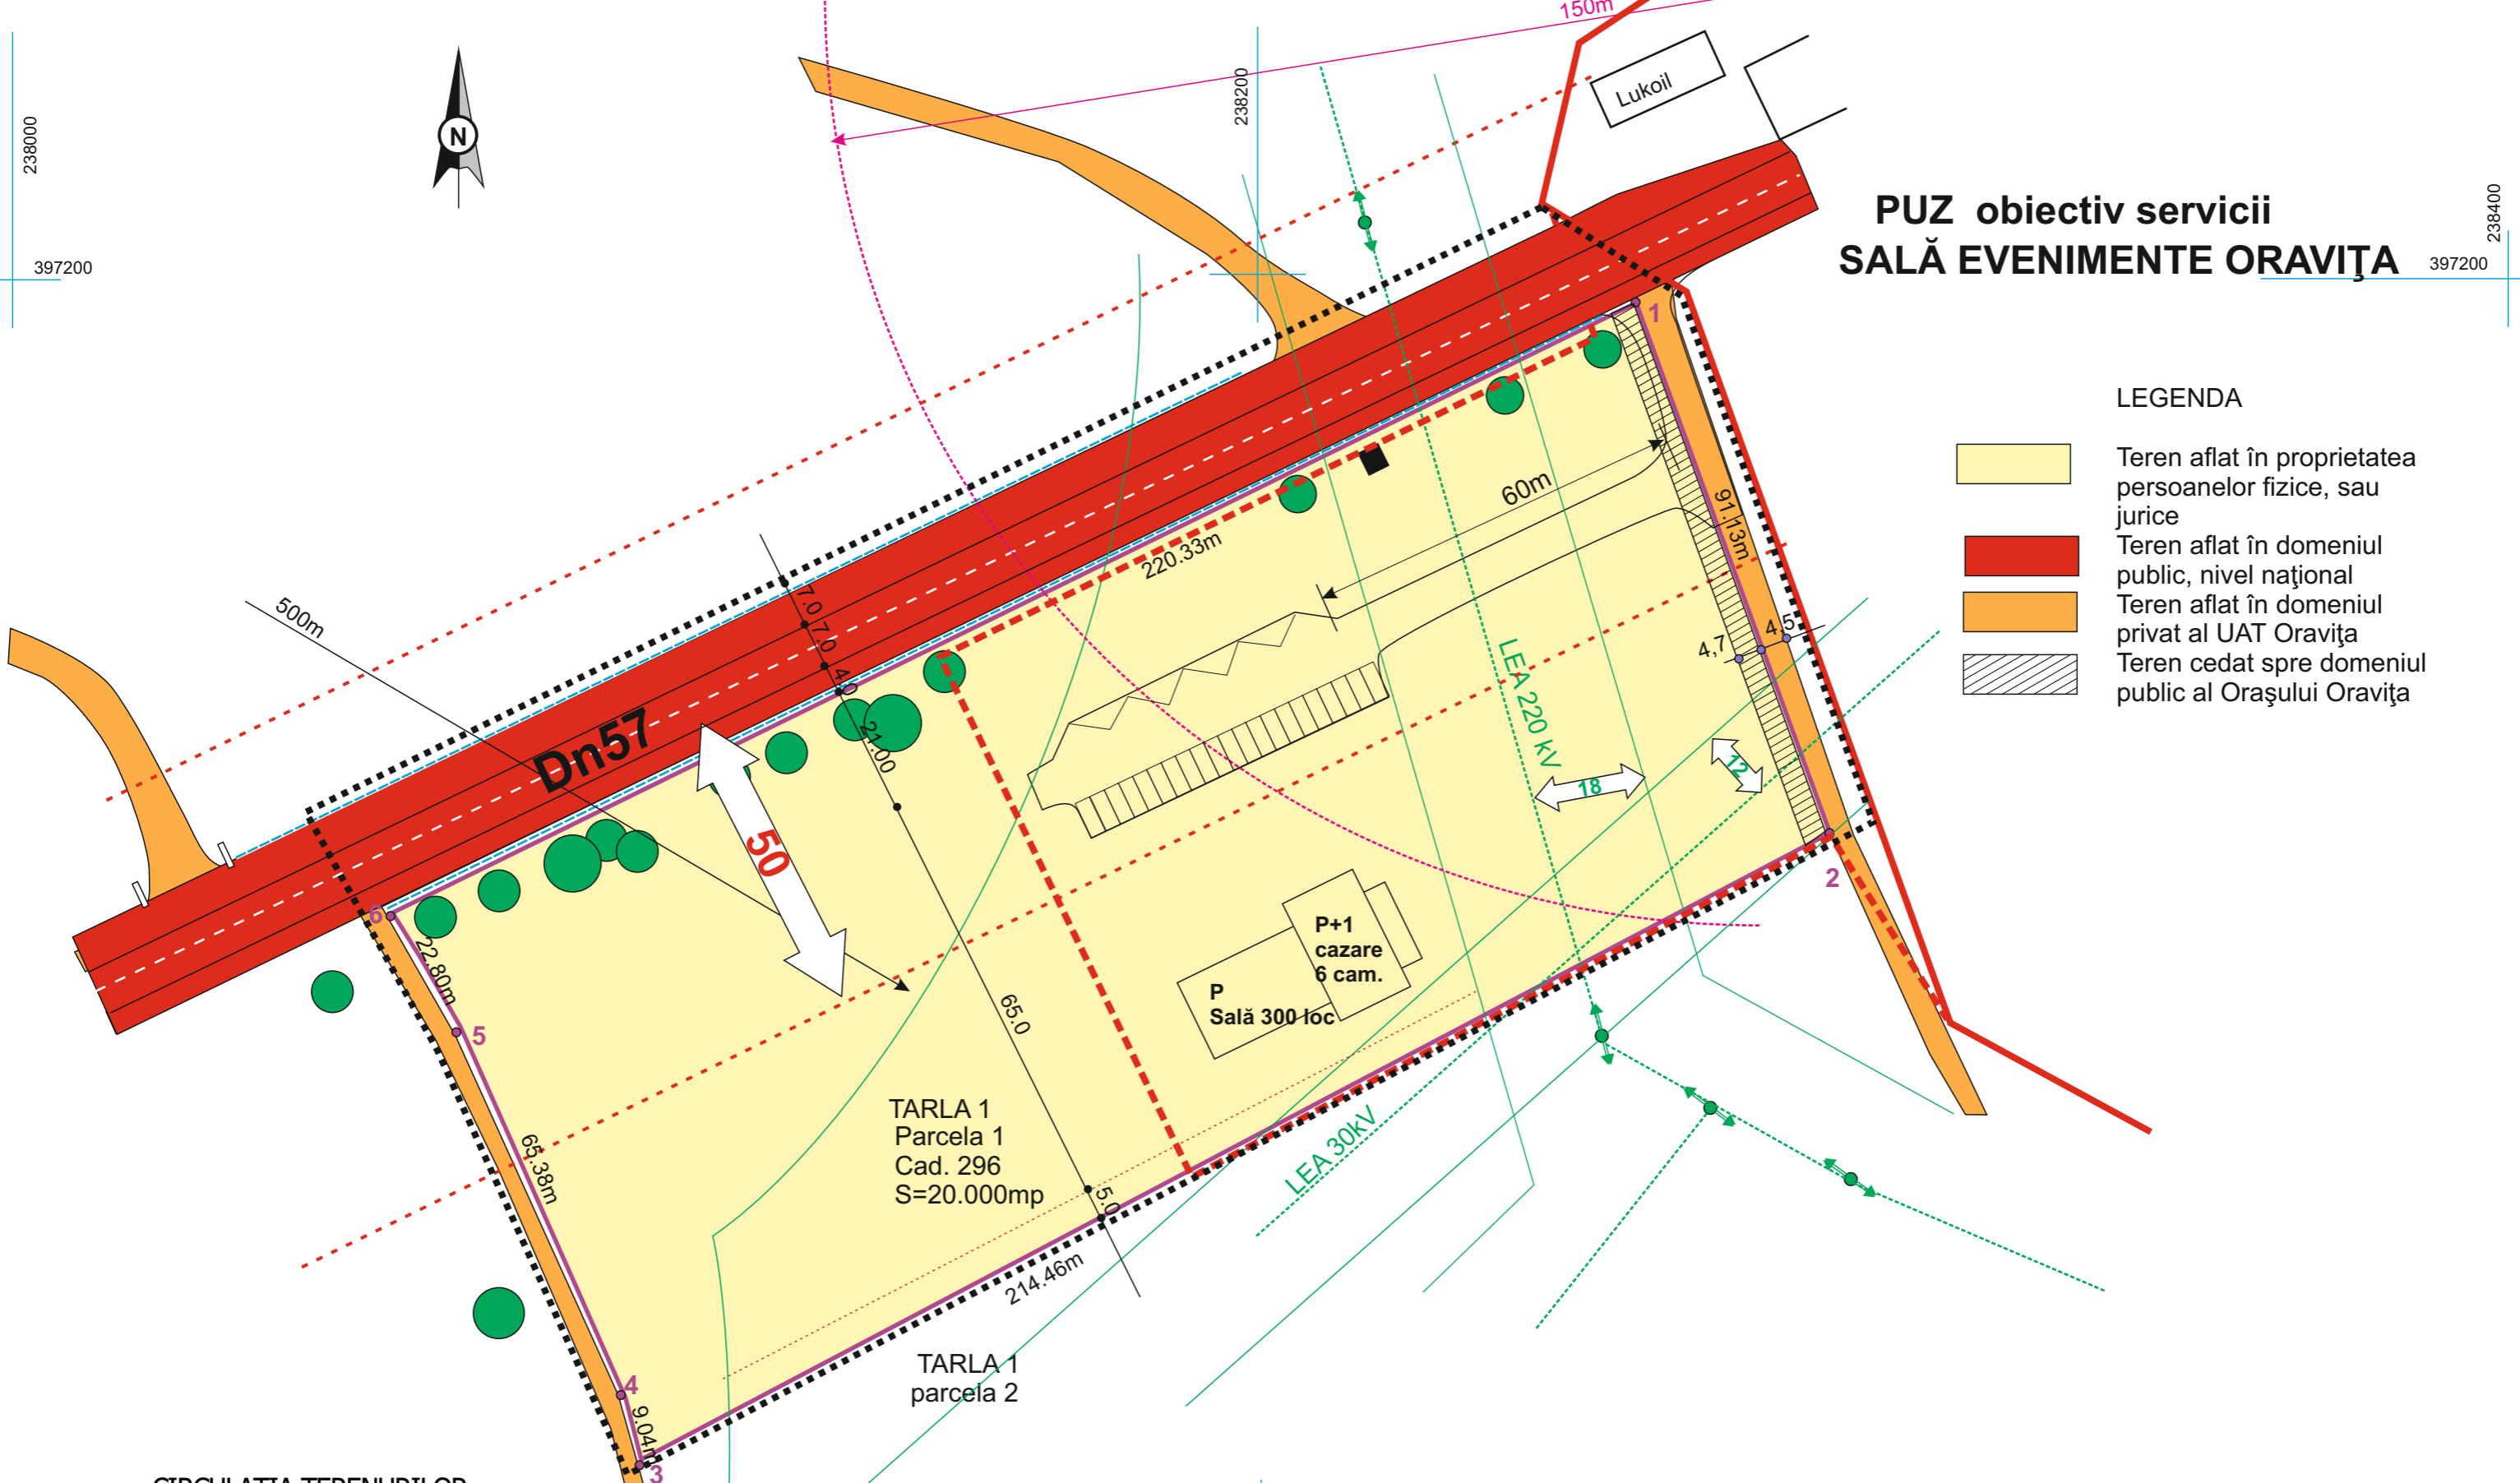 150m
Lukoil
238000
238200
238400
N
397200
397200
PUZ obiectiv servicii
SALĂ EVENIMENTE ORAVIŢA
1
LEGENDA
Teren aflat în proprietatea
persoanelor fizice, sau
jurice
Teren aflat în domeniul
public, nivel naţional
Teren aflat în domeniul
privat al UAT Oraviţa
Teren cedat spre domeniul
public al Oraşului Oraviţa
60m
91.13m
220.33m
500m
7.0
7.0
4.0
21.00
4,7
4,5
LEA 220 kV
Dn57
18
12
50
2
6
22.80m
5
P+1
cazare
6 cam.
P
Sală 300 loc
65.0
TARLA 1
Parcela 1
Cad. 296
S=20.000mp
65.38m
LEA 30kV
5.0
214.46m
TARLA 1
parcela 2
4
9.04m
3
CIRCULAŢIA TERENURILOR